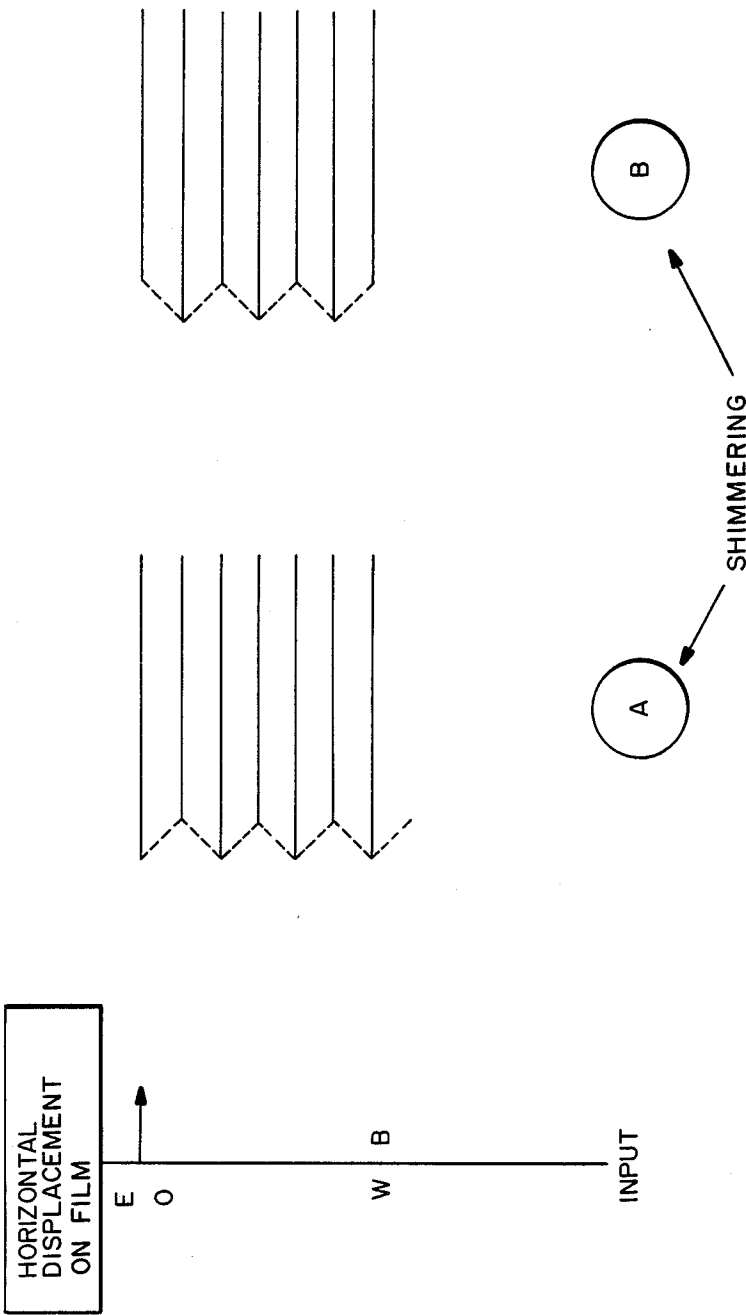 HORIZONTAL
DISPLACEMENT
ON FILM
E
O
W B
INPUT
A
B
SHIMMERING